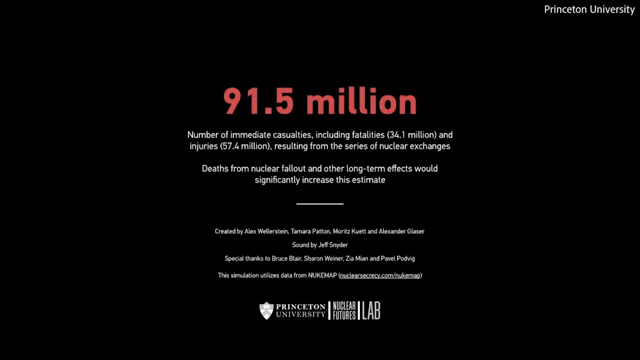 Princeton University
91.5 million
Number of immediate casualties, including fatalities (34.1 million) and
injuries (57.4 million), resulting from the series of nuclear exchanges
Deaths from nuclear fallout and other long-term effects would
significantly increase this estimate
Created by Alex Wellerstein, Tamara Patton, Moritz Kuett and Alexander Glaser
Sound by Jeff Snyder
Special thanks to Bruce Blair, Sharon Weiner, Zia Mian and Pavel Podvig
This simulation utilizes data from NUKEMAP (nuclearsecrecy.com/nukemap)
PRINCETON
UNIVERSITY
NUCLEAR
FUTURES
LAB